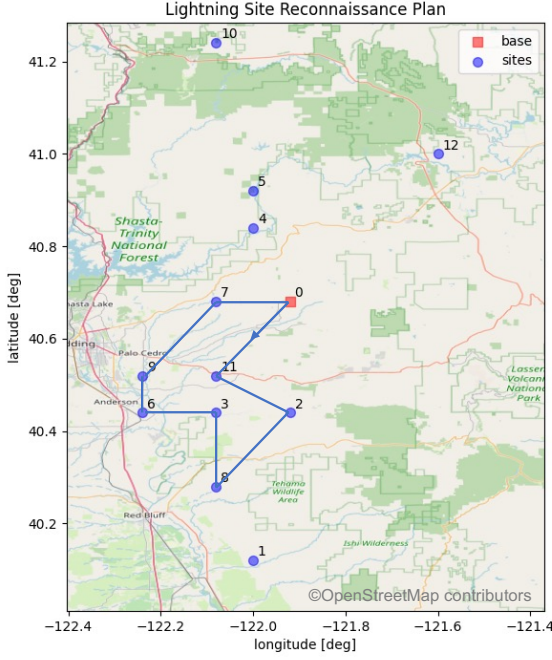 Lightning Site Reconnaissance Plan
base
sites
10
41.2
12
41.0
5
4
Shasta-
Trinity
National
Forest
40.8
7
0
asta Lake
40.6
lding
Palo Cedro
9
11
Lassen
Volcanic
National
Park
Anderson
6
3
2
40.4
8
Tehama
Wildlife
Area
Red Bluff
40.2
Ishi Wilderness
1
©OpenStreetMap contributors
−122.4
−122.2
−122.0
−121.8
−121.6
−121.4
longitude [deg]
latitude [deg]